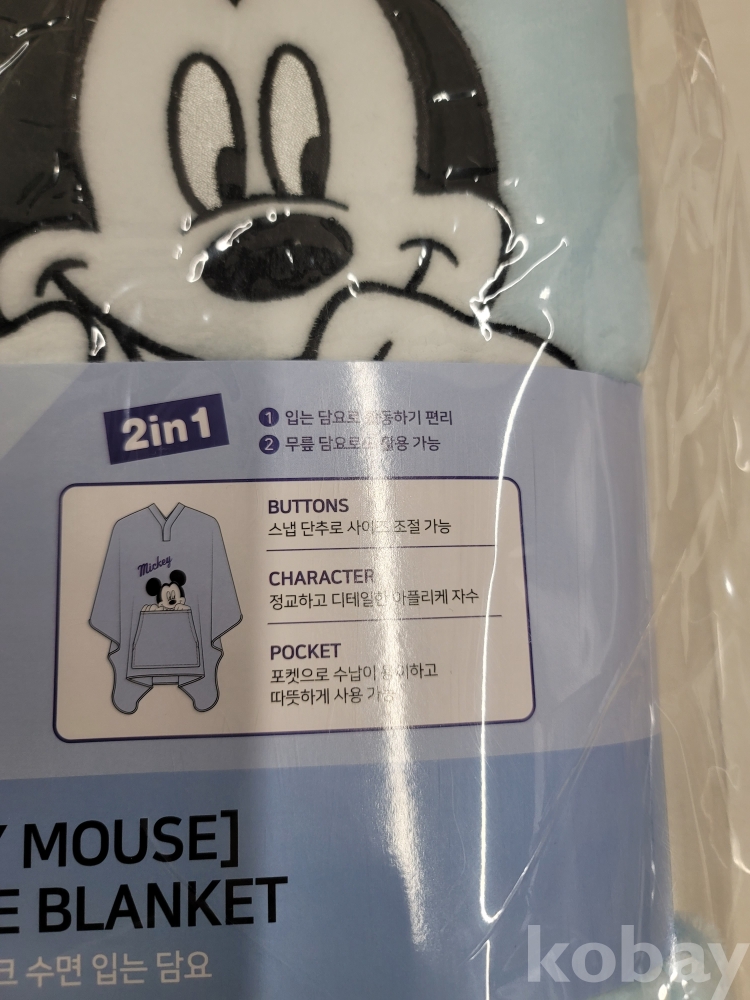 2in1
1 입는 담요로 활동하기 편리
2 무릎 담요로도 활용 가능
BUTTONS
스냅 단추로 사이즈 조절 가능
CHARACTER
정교하고 디테일한 아플리케 자수
POCKET
포켓으로 수납이 용이하고
따뜻하게 사용 가능
Mickey
Y MOUSE]
E BLANKET
크 수면 입는 담요
kobay